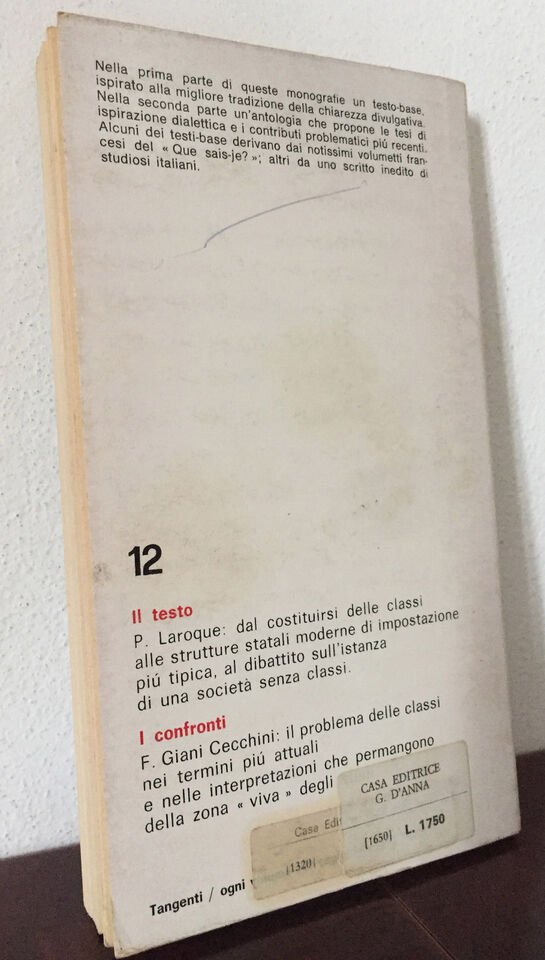 Nella prima parte di queste monografie un testo-base,
ispirato alla migliore tradizione della chiarezza divulgativa.
Nella seconda parte un'antologia che propone le tesi di
ispirazione dialettica e i contributi problematici piú recenti.
Alcuni dei testi-base derivano dai notissimi volumetti fran-
cesi del « Que sais-je? »; altri da uno scritto inedito di
studiosi italiani.
12
Il testo
P. Laroque: dal costituirsi delle classi
alle strutture statali moderne di impostazione
piú tipica, al dibattito sull'istanza
di una società senza classi.
I confronti
F. Giani Cecchini: il problema delle classi
nei termini piú attuali
e nelle interpretazioni che permangono
della zona « viva » degli
CASA EDITRICE
G. D'ANNA
[1650] L. 1750
Casa Edi
[1320]
Tangenti / ogni